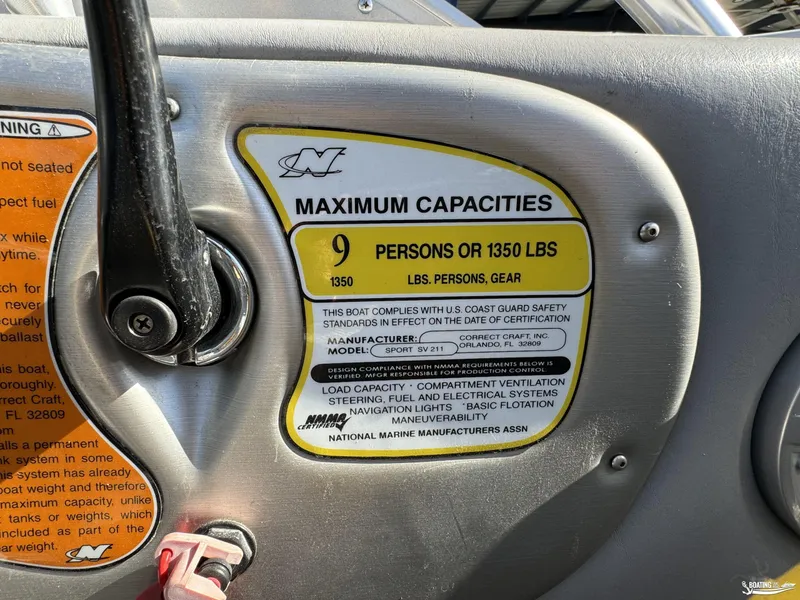 NING
not seated
pect fuel
x while
ytime.
tch for
never
curely
ballast
is boat,
oroughly.
rrect Craft,
FL 32809
om
alls a permanent
nk system in some
his system has already
boat weight and therefore
maximum capacity, unlike
tanks or weights, which
included as part of the
ar weight.
N
N
MAXIMUM CAPACITIES
9 PERSONS OR 1350 LBS
1350 LBS. PERSONS, GEAR
THIS BOAT COMPLIES WITH U.S. COAST GUARD SAFETY
STANDARDS IN EFFECT ON THE DATE OF CERTIFICATION
MANUFACTURER: CORRECT CRAFT, INC.
ORLANDO, FL 32809
MODEL: SPORT SV 211
DESIGN COMPLIANCE WITH NMMA REQUIREMENTS BELOW IS
VERIFIED. MFGR RESPONSIBLE FOR PRODUCTION CONTROL.
LOAD CAPACITY · COMPARTMENT VENTILATION
STEERING, FUEL AND ELECTRICAL SYSTEMS
NAVIGATION LIGHTS · BASIC FLOTATION
MANEUVERABILITY
NMMA
CERTIFIED
NATIONAL MARINE MANUFACTURERS ASSN
BOATING